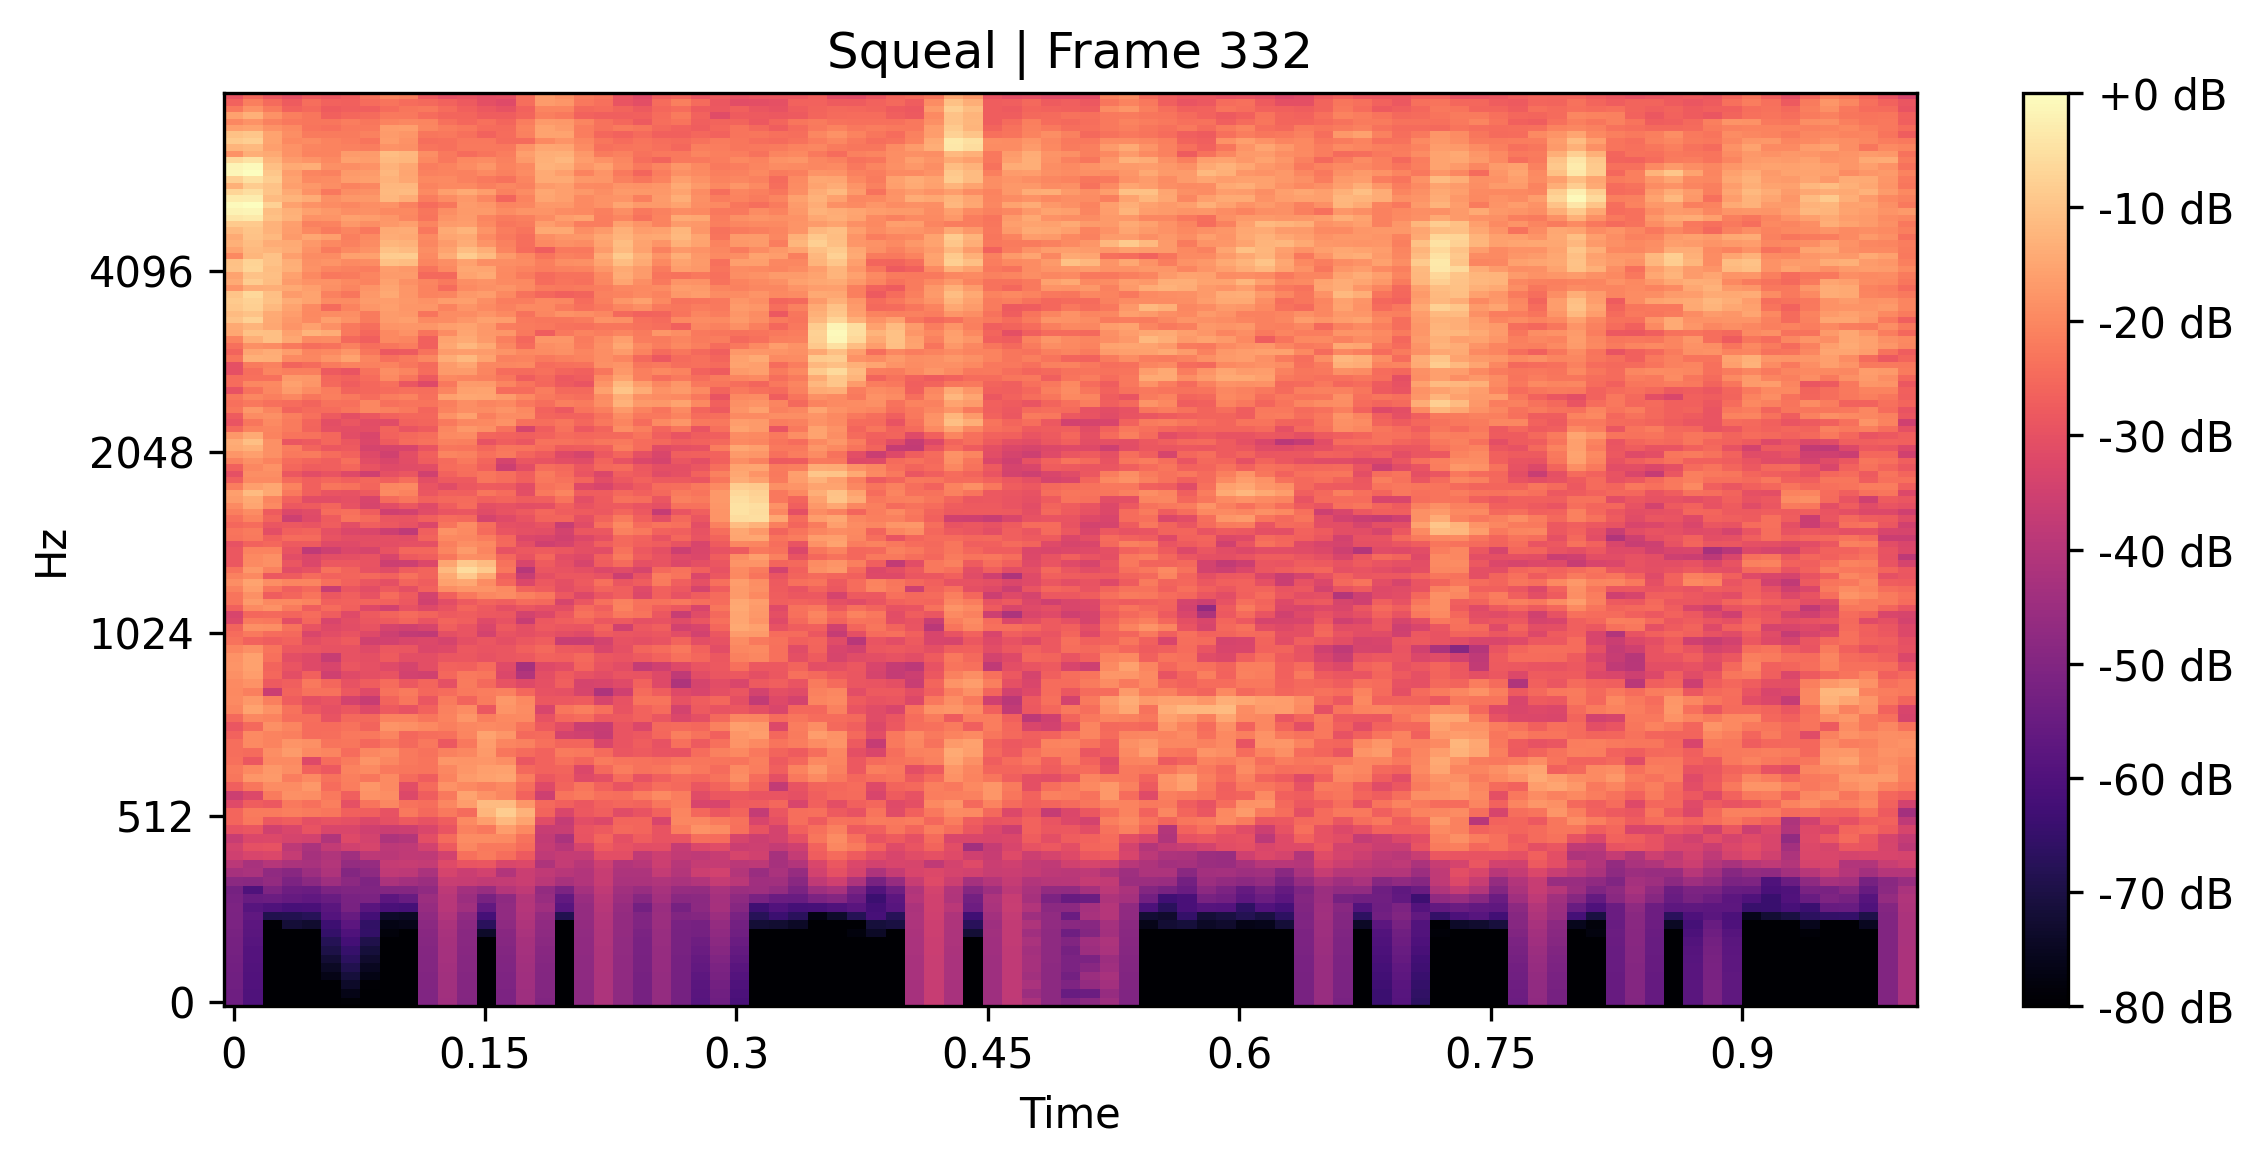 Squeal | Frame 332
+0 dB
-10 dB
-20 dB
-30 dB
-40 dB
-50 dB
-60 dB
-70 dB
-80 dB
Hz
4096
2048
1024
512
0
0 0.15 0.3 0.45 0.6 0.75 0.9
Time